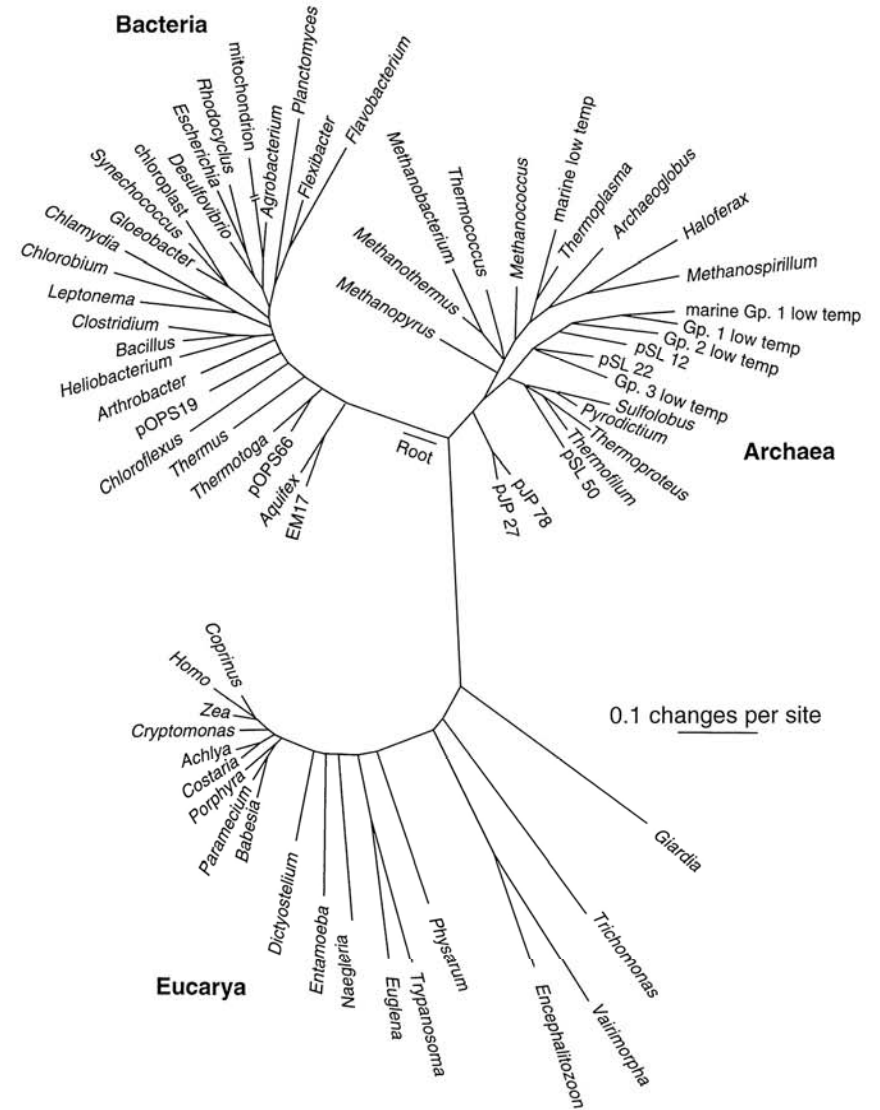 Bacteria
mitochondrion
Rhodocyclus
Escherichia
Desulfovibrio
chloroplast
Synechococcus
Gloeobacter
Chlamydia
Chlorobium
Leptonema
Clostridium
Bacillus
Heliobacterium
Arthrobacter
pOPS19
Chloroflexus
Thermus
Thermotoga
pOPS66
Aquifex
EM17
Agrobacterium
Planctomyces
Flexibacter
Flavobacterium
Root
Methanobacterium
Thermococcus
Methanothermus
Methanopyrus
Methanococcus
marine low temp
Thermoplasma
Archaeoglobus
Haloferax
Methanospirillum
marine Gp. 1 low temp
Gp. 1 low temp
Gp. 2 low temp
pSL 12
pSL 22
Gp. 3 low temp
Sulfolobus
Pyrodictium
Thermoproteus
Thermofilum
pSL 50
pJP 78
pJP 27
Archaea
Coprinus
Homo
Zea
Cryptomonas
Achlya
Costaria
Porphyra
Paramecium
Babesia
Dictyostelium
Entamoeba
Naegleria
Euglena
Trypanosoma
Physarum
Encephalitozoon
Vairimorpha
Trichomonas
Giardia
0.1 changes per site
Eucarya